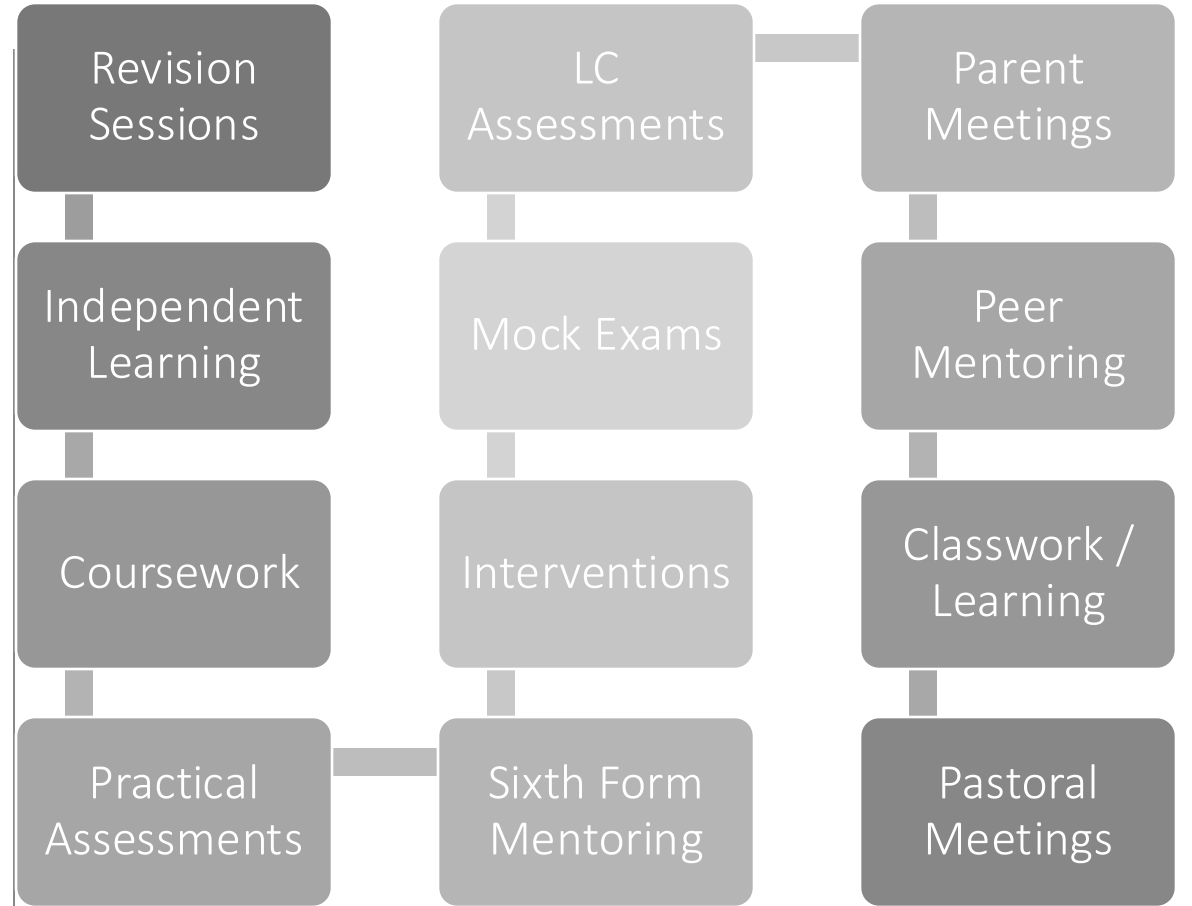 Revision
Sessions
Independent
Learning
Coursework
Practical
Assessments
Sixth Form
Mentoring
Interventions
Mock Exams
LC
Assessments
Parent
Meetings
Peer
Mentoring
Classwork /
Learning
Pastoral
Meetings